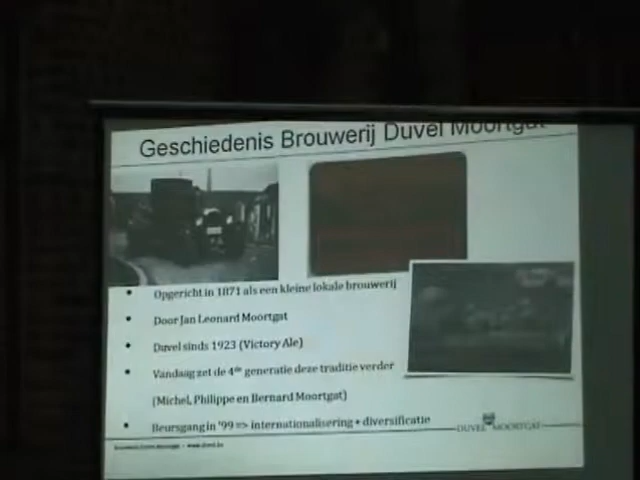 Geschiedenis Brouwerij Duvel Moortgat
Opgericht in 1871 als een kleine lokale brouwerij
Door Jan Leonard Moortgat
Duvel sinds 1923 (Victory Ale)
Vandaag zet de 4de generatie deze traditie verder
(Michel, Philippe en Bernard Moortgat)
Beursgang in '99 => internationalisering + diversificatie
DUVEL MOORTGAT